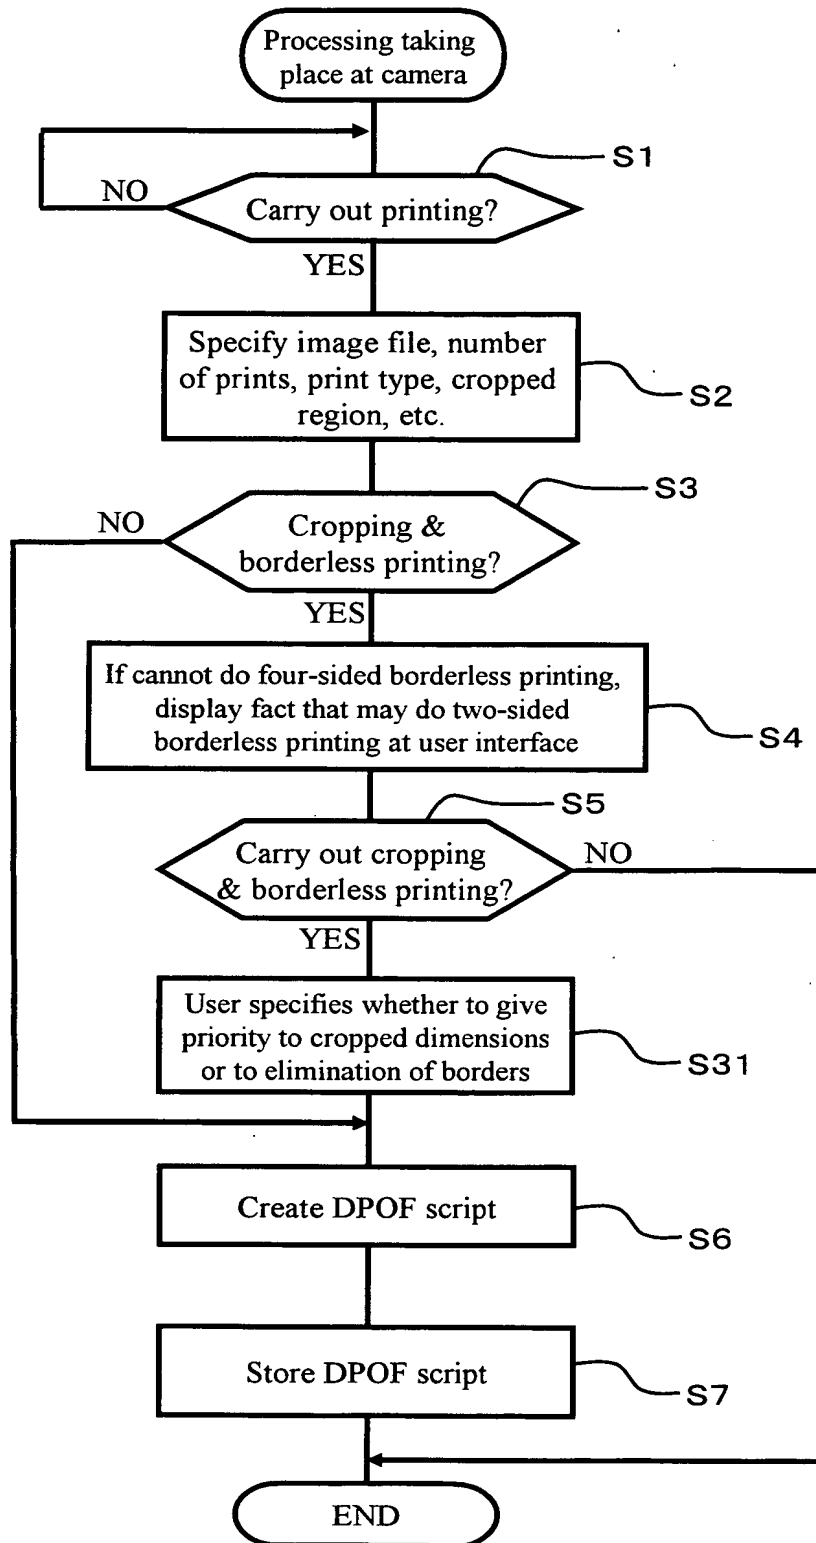 Processing taking
place at camera
S1
NO
Carry out printing?
YES
Specify image file, number
of prints, print type, cropped
region, etc.
S2
S3
NO
Cropping &
borderless printing?
YES
If cannot do four-sided borderless printing,
display fact that may do two-sided
borderless printing at user interface
S4
S5
Carry out cropping
& borderless printing?
NO
YES
User specifies whether to give
priority to cropped dimensions
or to elimination of borders
S31
Create DPOF script
S6
Store DPOF script
S7
END